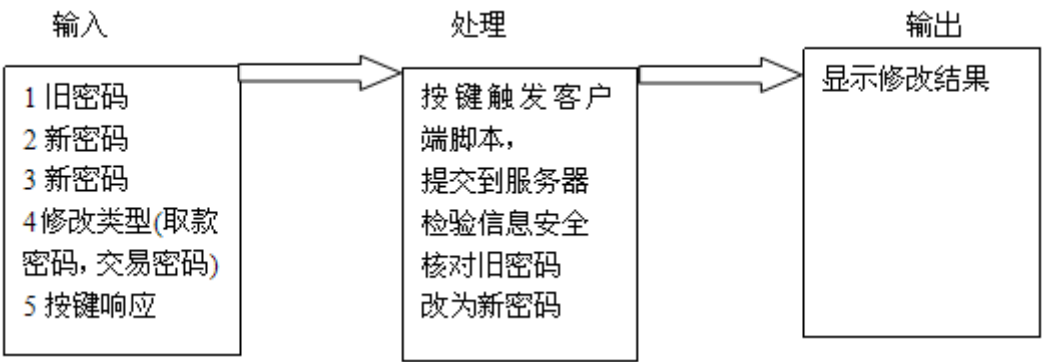 输入
处理
输出
1 旧密码
2 新密码
3 新密码
4修改类型(取款
密码，交易密码)
5 按键响应
按键触发客户
端脚本，
提交到服务器
检验信息安全
核对旧密码
改为新密码
显示修改结果